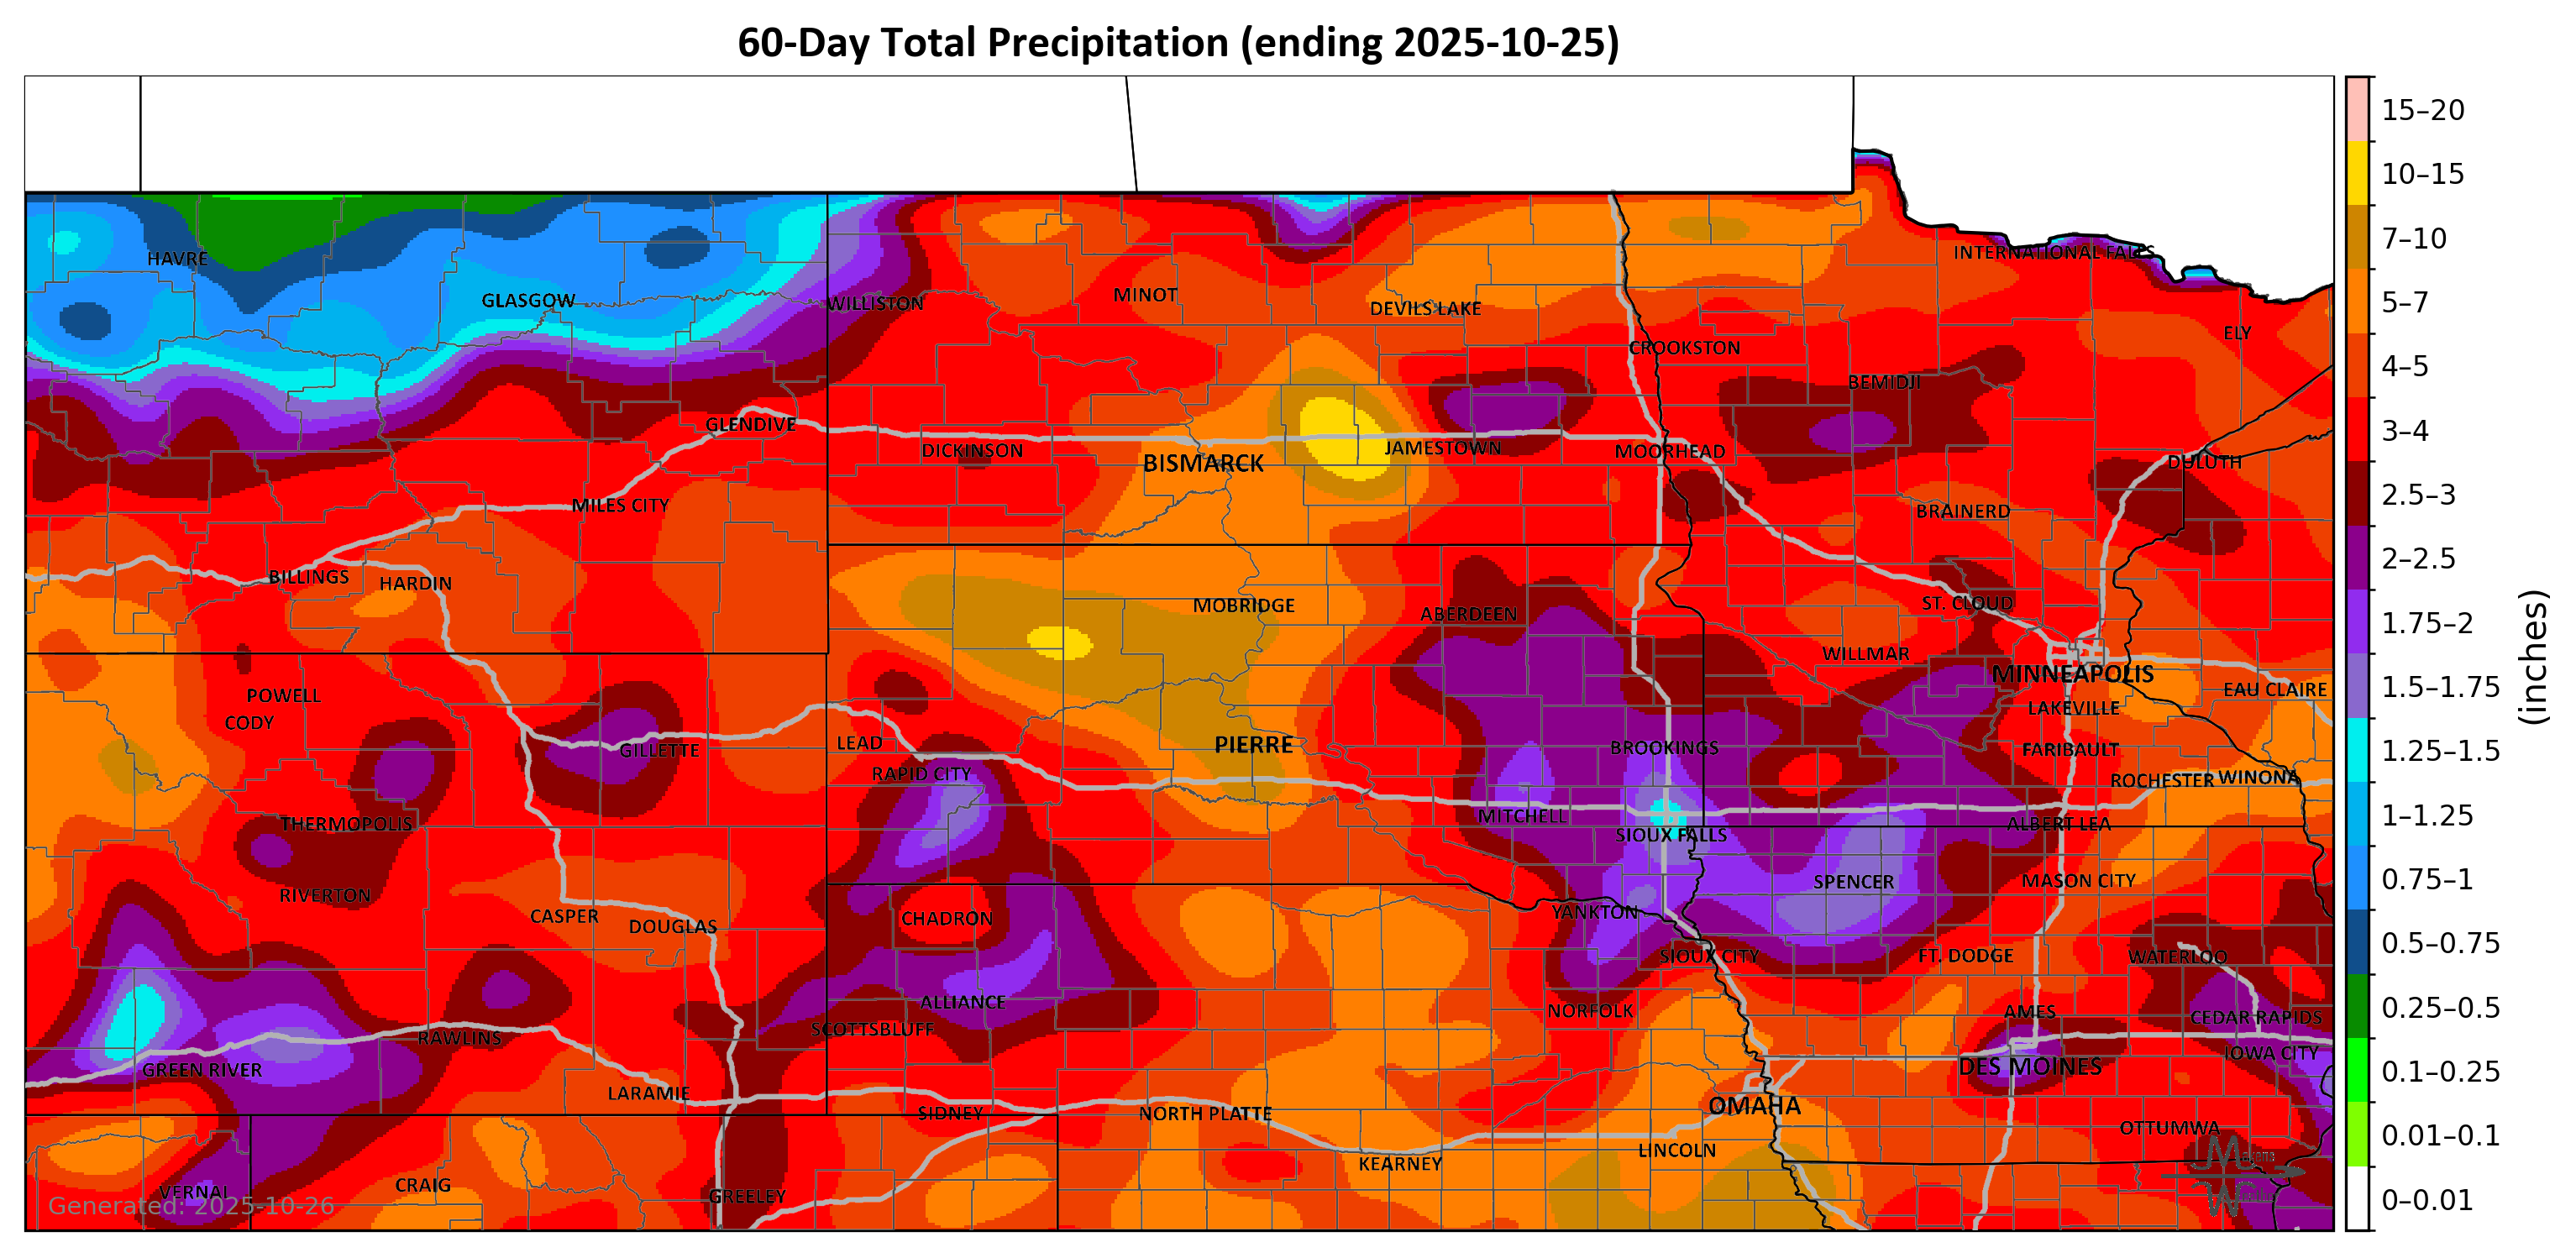 60-Day Total Precipitation (ending 2025-10-25)
15–20
10–15
7–10
5–7
4–5
3–4
2.5–3
2–2.5
1.75–2
1.5–1.75
1.25–1.5
1–1.25
0.75–1
0.5–0.75
0.25–0.5
0.1–0.25
0.01–0.1
0–0.01
(inches)
HAVRE
INTERNATIONAL FALLS
GLASGOW
WILLISTON
MINOT
DEVILS LAKE
ELY
CROOKSTON
BEMIDJI
GLENDIVE
DICKINSON
BISMARCK
JAMESTOWN
MOORHEAD
DULUTH
MILES CITY
BRAINERD
BILLINGS
HARDIN
MOBRIDGE
ABERDEEN
ST. CLOUD
WILLMAR
MINNEAPOLIS
EAU CLAIRE
POWELL
CODY
LAKEVILLE
GILLETTE
LEAD
PIERRE
BROOKINGS
FARIBAULT
RAPID CITY
ROCHESTER
WINONA
THERMOPOLIS
MITCHELL
SIOUX FALLS
ALBERT LEA
RIVERTON
SPENCER
MASON CITY
CASPER
DOUGLAS
CHADRON
YANKTON
SIOUX CITY
FT. DODGE
WATERLOO
ALLIANCE
NORFOLK
AMES
CEDAR RAPIDS
SCOTTSBLUFF
RAWLINS
GREEN RIVER
IOWA CITY
DES MOINES
LARAMIE
SIDNEY
NORTH PLATTE
OMAHA
OTTUMWA
LINCOLN
KEARNEY
VERNAL
CRAIG
GREELEY
Generated: 2025-10-26